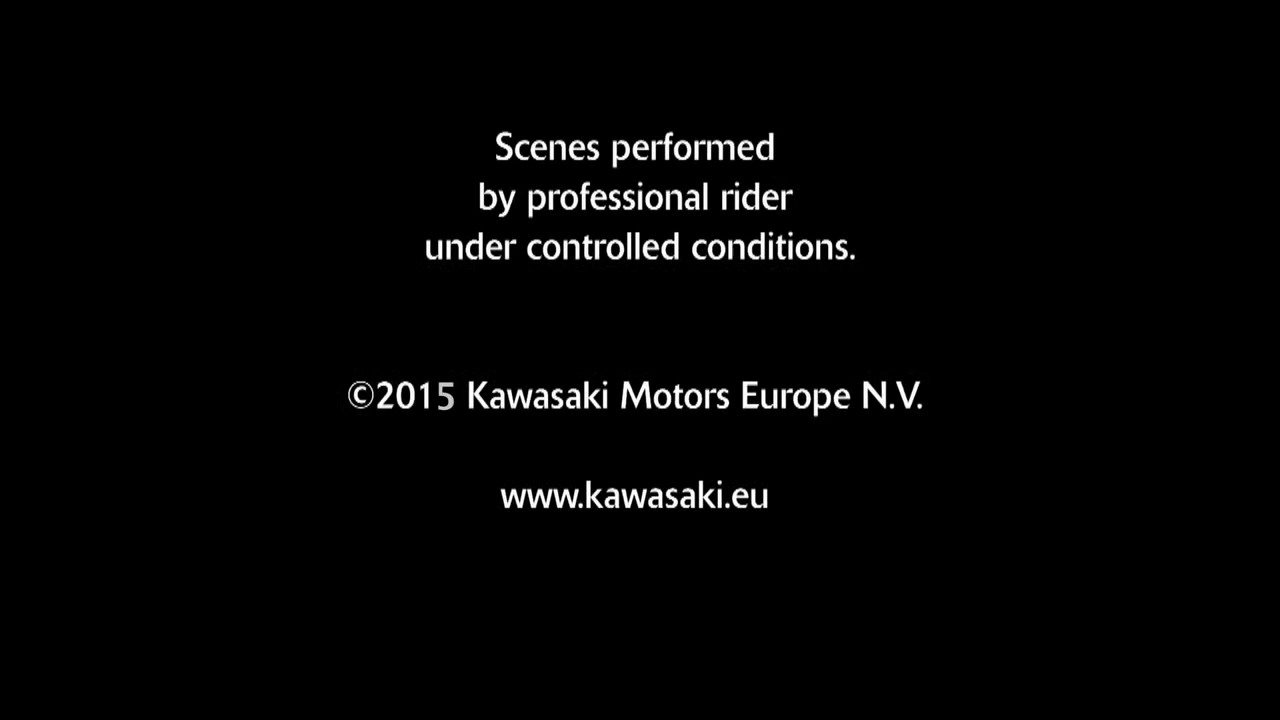 Scenes performed
by professional rider
under controlled conditions.
©2015 Kawasaki Motors Europe N.V.
www.kawasaki.eu